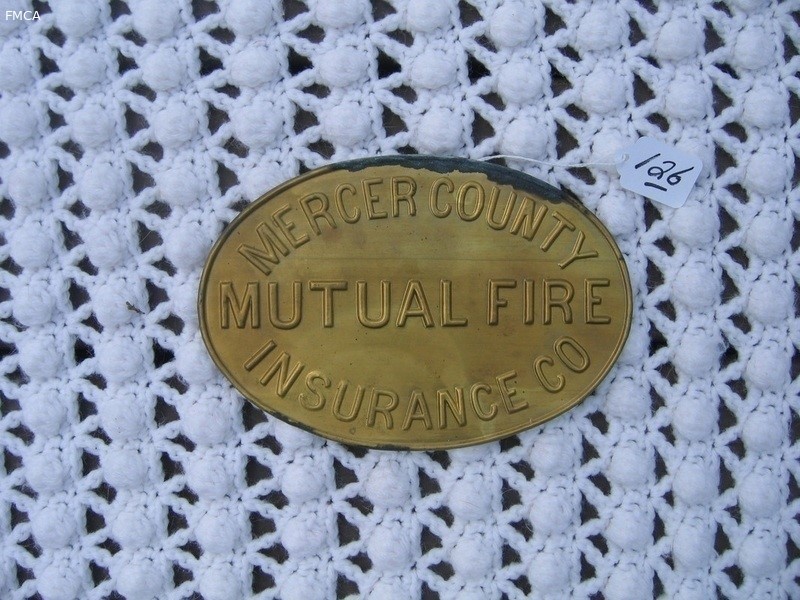 FMCA
126
MERCER COUNTY
MUTUAL FIRE
INSURANCE CO